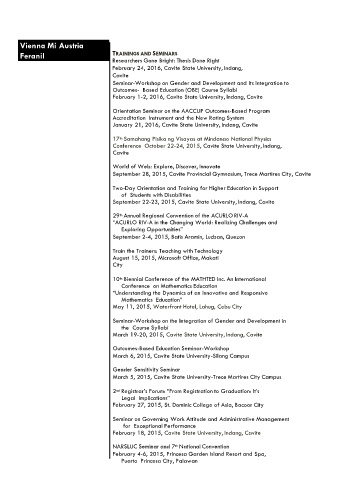 Vienna Mi Austria
Feranil
TRAININGS AND SEMINARS
Researchers Gone Bright: Thesis Done Right
February 24, 2016, Cavite State University, Indang,
Cavite
Seminar-Workshop on Gender and Development and Its Integration to
Outcomes- Based Education (OBE) Course Syllabi
February 1-2, 2016, Cavite State University, Indang, Cavite
Orientation Seminar on the AACCUP Outcomes-Based Program
Accreditation Instrument and the New Rating System
January 21, 2016, Cavite State University, Indang, Cavite
17th Samahang Pisika ng Visayas at Mindanao National Physics
Conference October 22-24, 2015, Cavite State University, Indang,
Cavite
World of Web: Explore, Discover, Innovate
September 28, 2015, Cavite Provincial Gymnasium, Trece Martires City, Cavite
Two-Day Orientation and Training for Higher Education in Support
of Students with Disabilities
September 22-23, 2015, Cavite State University, Indang, Cavite
29th Annual Regional Convention of the ACURLO RIV-A
"ACURLO RIV-A in the Changing World- Realizing Challenges and
Exploring Opportunities"
September 2-4, 2015, Batis Aramin, Lucban, Quezon
Train the Trainers: Teaching with Technology
August 15, 2015, Microsoft Office, Makati
City
10th Biennial Conference of the MATHTED Inc. An International
Conference on Mathematics Education
"Understanding the Dynamics of an Innovative and Responsive
Mathematics Education"
May 11, 2015, WaterFront Hotel, Lahug, Cebu City
Seminar-Workshop on the Integration of Gender and Development in
the Course Syllabi
March 19-20, 2015, Cavite State University, Indang, Cavite
Outcomes-Based Education Seminar-Workshop
March 6, 2015, Cavite State University-Silang Campus
Gender Sensitivity Seminar
March 5, 2015, Cavite State University-Trece Martires City Campus
2nd Registrar's Forum: "From Registration to Graduation: It's
Legal Implications"
February 27, 2015, St. Dominic College of Asia, Bacoor City
Seminar on Governing Work Attitude and Administrative Management
for Exceptional Performance
February 18, 2015, Cavite State University, Indang, Cavite
NARSLUC Seminar and 7th National Convention
February 4-6, 2015, Princesa Garden Island Resort and Spa,
Puerto Princesa City, Palawan